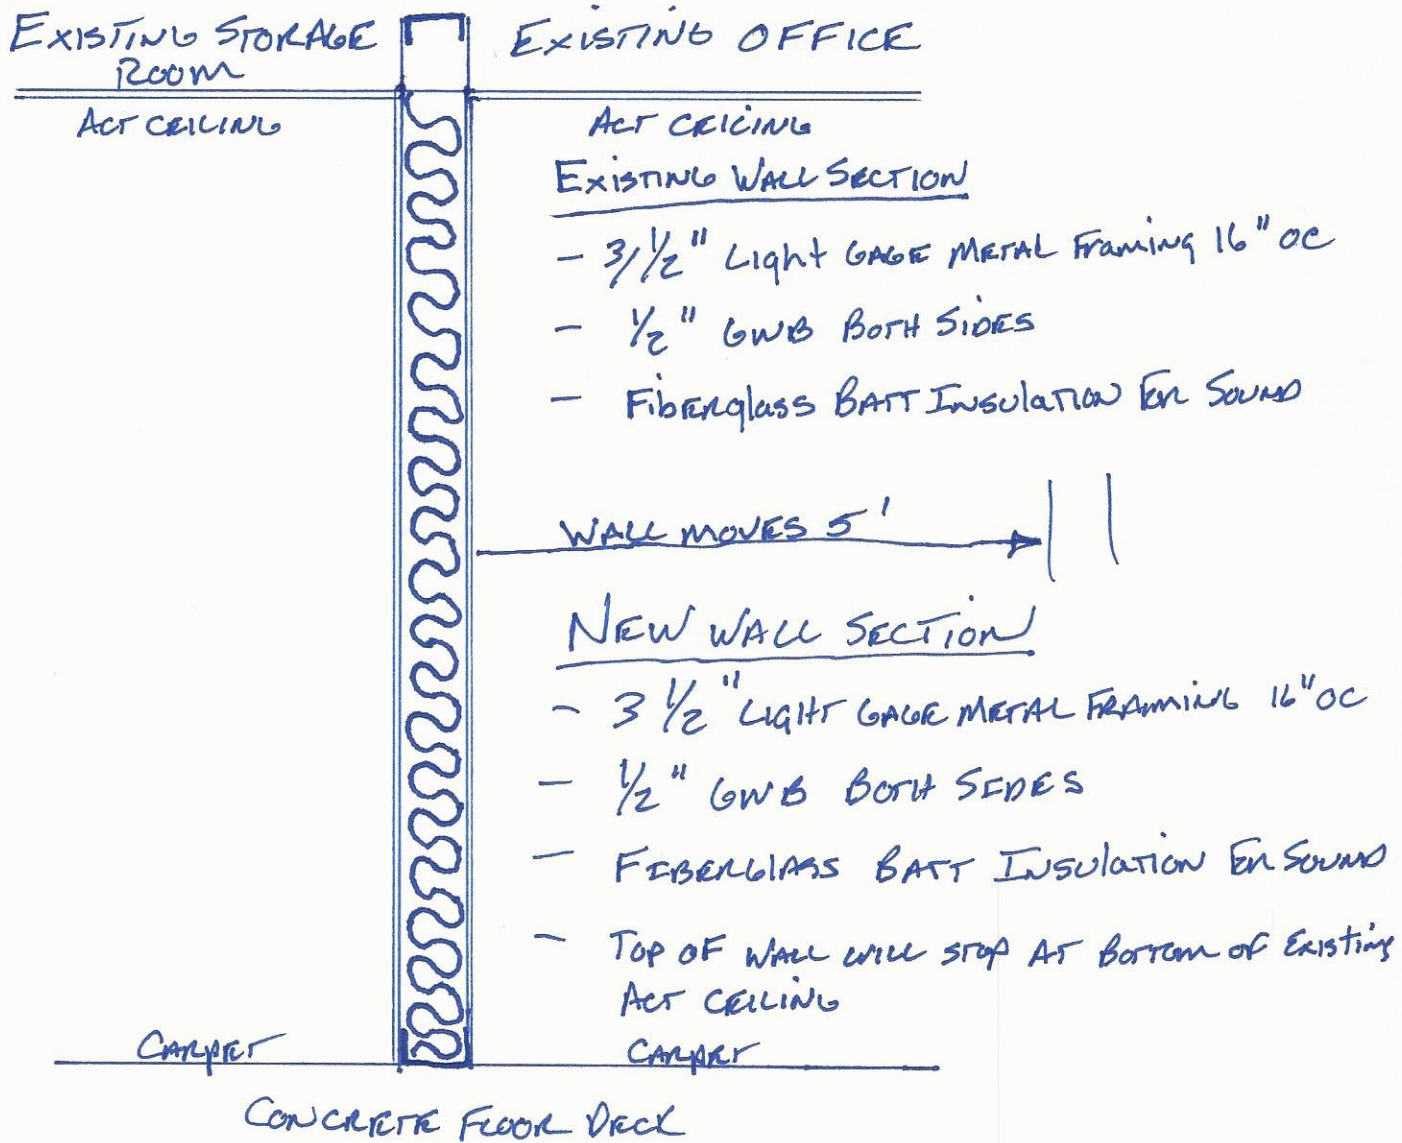 EXISTING STORAGE
ROOM
EXISTING OFFICE
ACT CEILING
ACT CEILING
EXISTING WALL SECTION
- 3/1/2" LIGHT GAGE METAL FRAMING 16" OC
- 1/2" GWB BOTH SIDES
- FIBERGLASS BATT INSULATION FOR SOUND
WALL MOVES 5'
NEW WALL SECTION
- 3 1/2" LIGHT GAGE METAL FRAMING 16" OC
- 1/2" GWB BOTH SIDES
- FIBERGLASS BATT INSULATION FOR SOUND
- TOP OF WALL WILL STOP AT BOTTOM OF EXISTING
ACT CEILING
CARPET
CARPET
CONCRETE FLOOR DECK